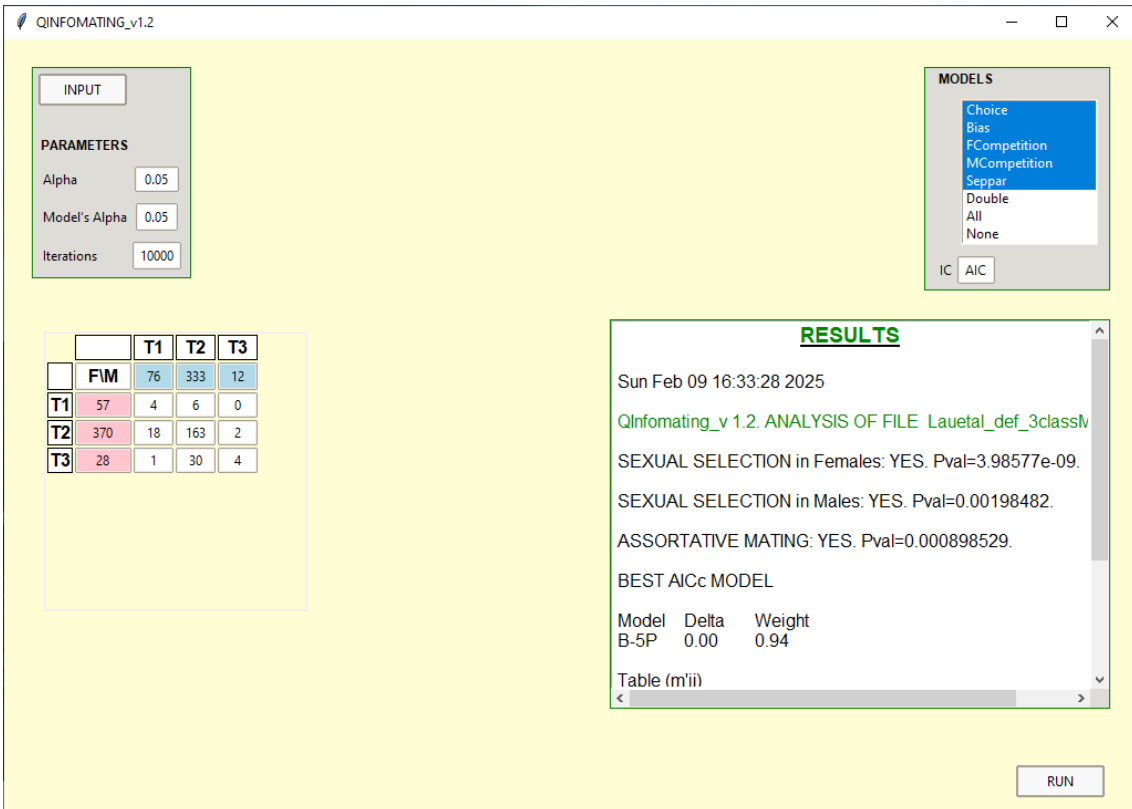 QINFOMATING_v1.2
INPUT
PARAMETERS
Alpha 0.05
Model's Alpha 0.05
Iterations 10000
MODELS
Choice
Bias
FCompetition
MCompetition
Seppar
Double
All
None
IC AIC
T1 T2 T3
F\M 76 333 12
T1 57 4 6 0
T2 370 18 163 2
T3 28 1 30 4
RESULTS
Sun Feb 09 16:33:28 2025
QInfomating_v 1.2. ANALYSIS OF FILE Lauetal_def_3classM
SEXUAL SELECTION in Females: YES. Pval=3.98577e-09.
SEXUAL SELECTION in Males: YES. Pval=0.00198482.
ASSORTATIVE MATING: YES. Pval=0.000898529.
BEST AICc MODEL
Model Delta Weight
B-5P 0.00 0.94
Table (m'ii)
RUN